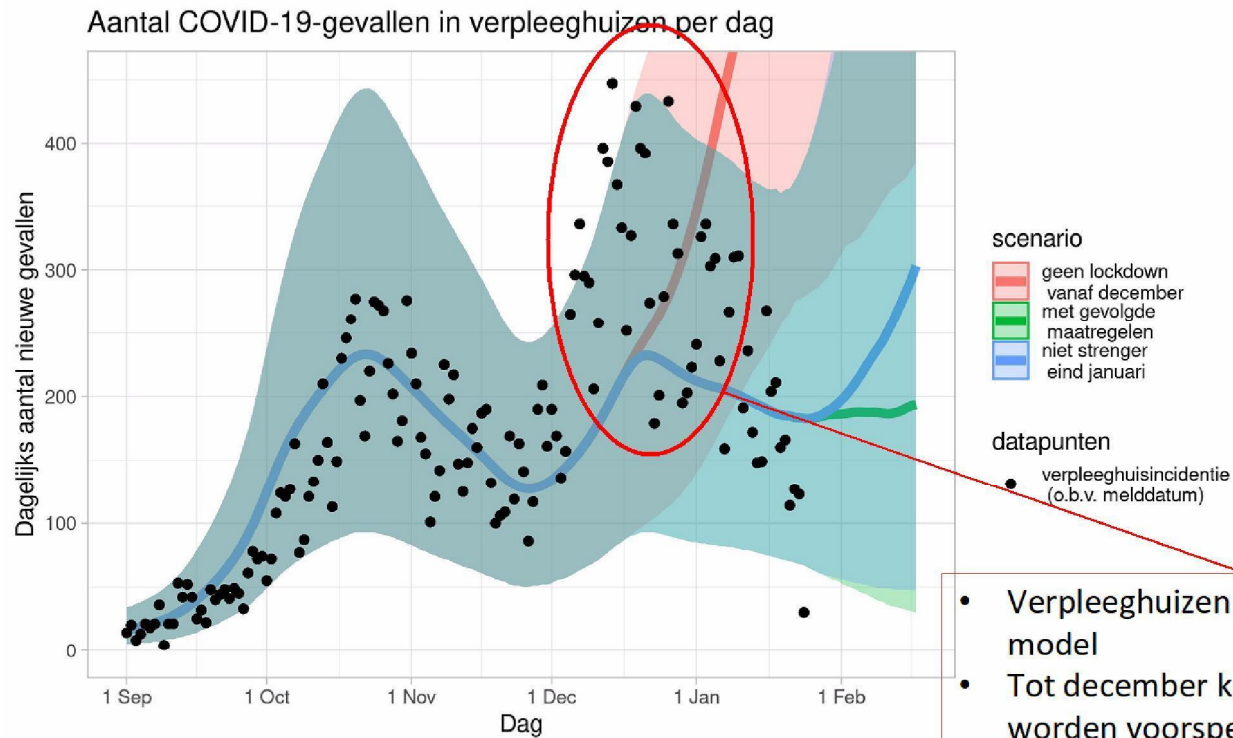 Aantal COVID-19-gevallen in verpleeghuizen per dag
Dagelijks aantal nieuwe gevallen
400
300
200
100
0
1 Sep
1 Oct
1 Nov
1 Dec
1 Jan
1 Feb
Dag
scenario
geen lockdown
vanaf december
met gevolgde
maatregelen
niet strenger
eind januari
datapunten
verpleeghuisincidentie
(o.b.v. melddatum)
• Verpleeghuizen
model
• Tot december k
worden voorspe